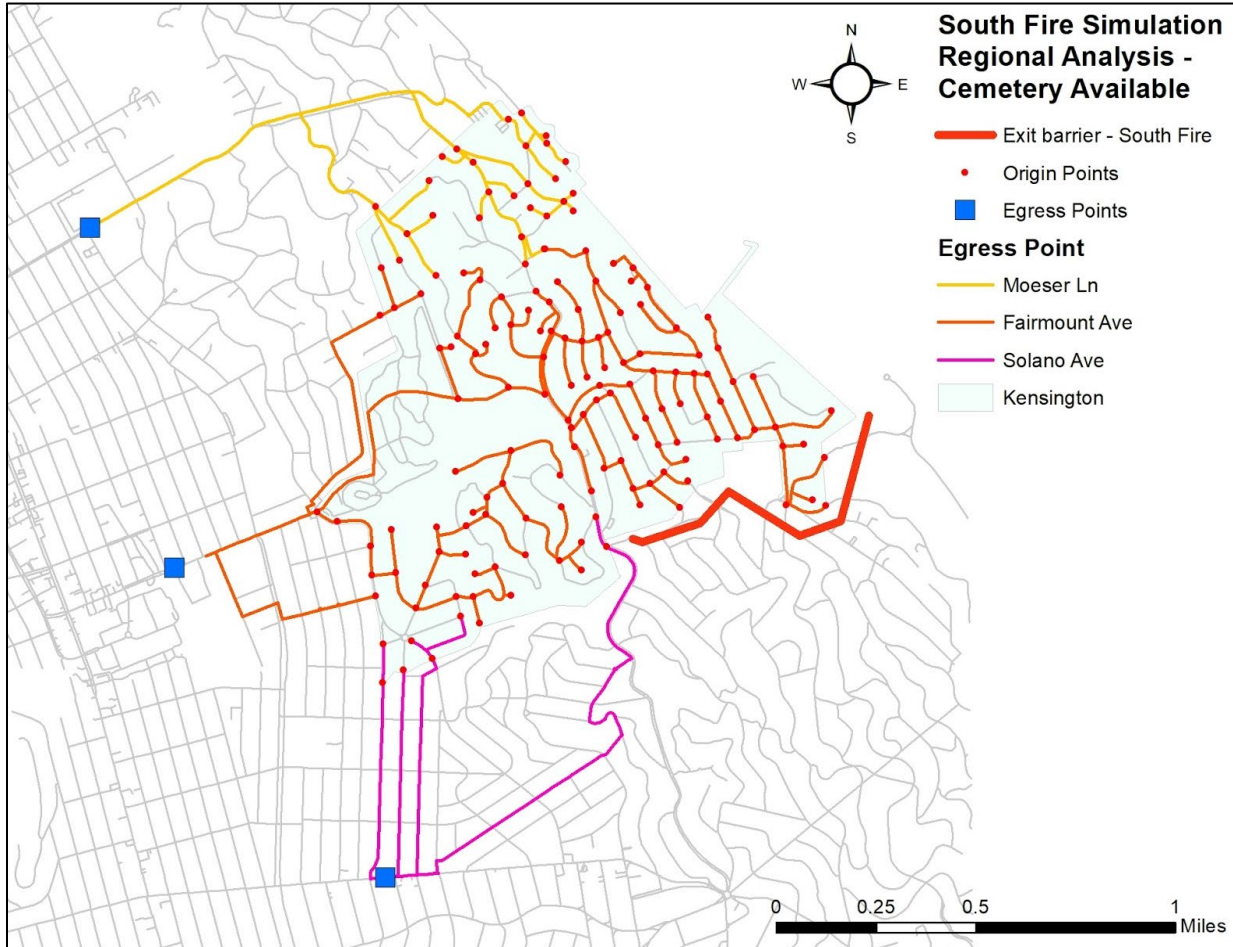 South Fire Simulation
Regional Analysis -
Cemetery Available
N
W
E
S
Exit barrier - South Fire
Origin Points
Egress Points
Egress Point
Moeser Ln
Fairmount Ave
Solano Ave
Kensington
0 0.25 0.5 1
Miles